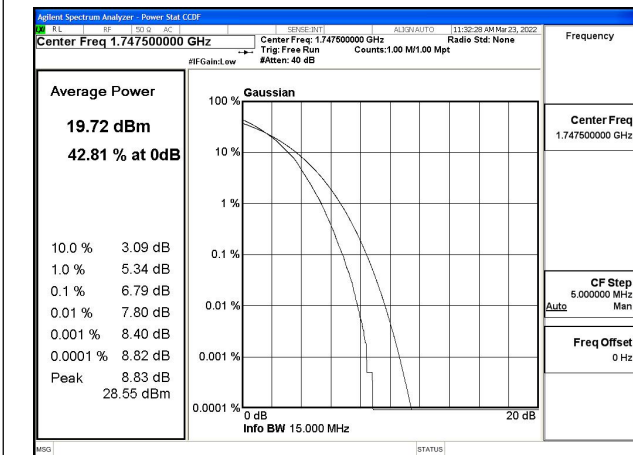 Agilent Spectrum Analyzer - Power Stat CCDF
RL RF 50 Ω AC SENSE:INT ALIGN AUTO 11:32:28 AM Mar 23, 2022
Center Freq 1.747500000 GHz
Center Freq: 1.747500000 GHz Radio Std: None
Trig: Free Run Counts:1.00 M/1.00 Mpt
#IFGain:Low #Atten: 40 dB
Frequency
Average Power
19.72 dBm
42.81 % at 0dB
10.0 % 3.09 dB
1.0 % 5.34 dB
0.1 % 6.79 dB
0.01 % 7.80 dB
0.001 % 8.40 dB
0.0001 % 8.82 dB
Peak 8.83 dB
28.55 dBm
Gaussian
100 %
10 %
1 %
0.1 %
0.01 %
0.001 %
0.0001 %
0 dB 20 dB
Info BW 15.000 MHz
Center Freq
1.747500000 GHz
CF Step
5.000000 MHz
Auto Man
Freq Offset
0 Hz
MSG STATUS